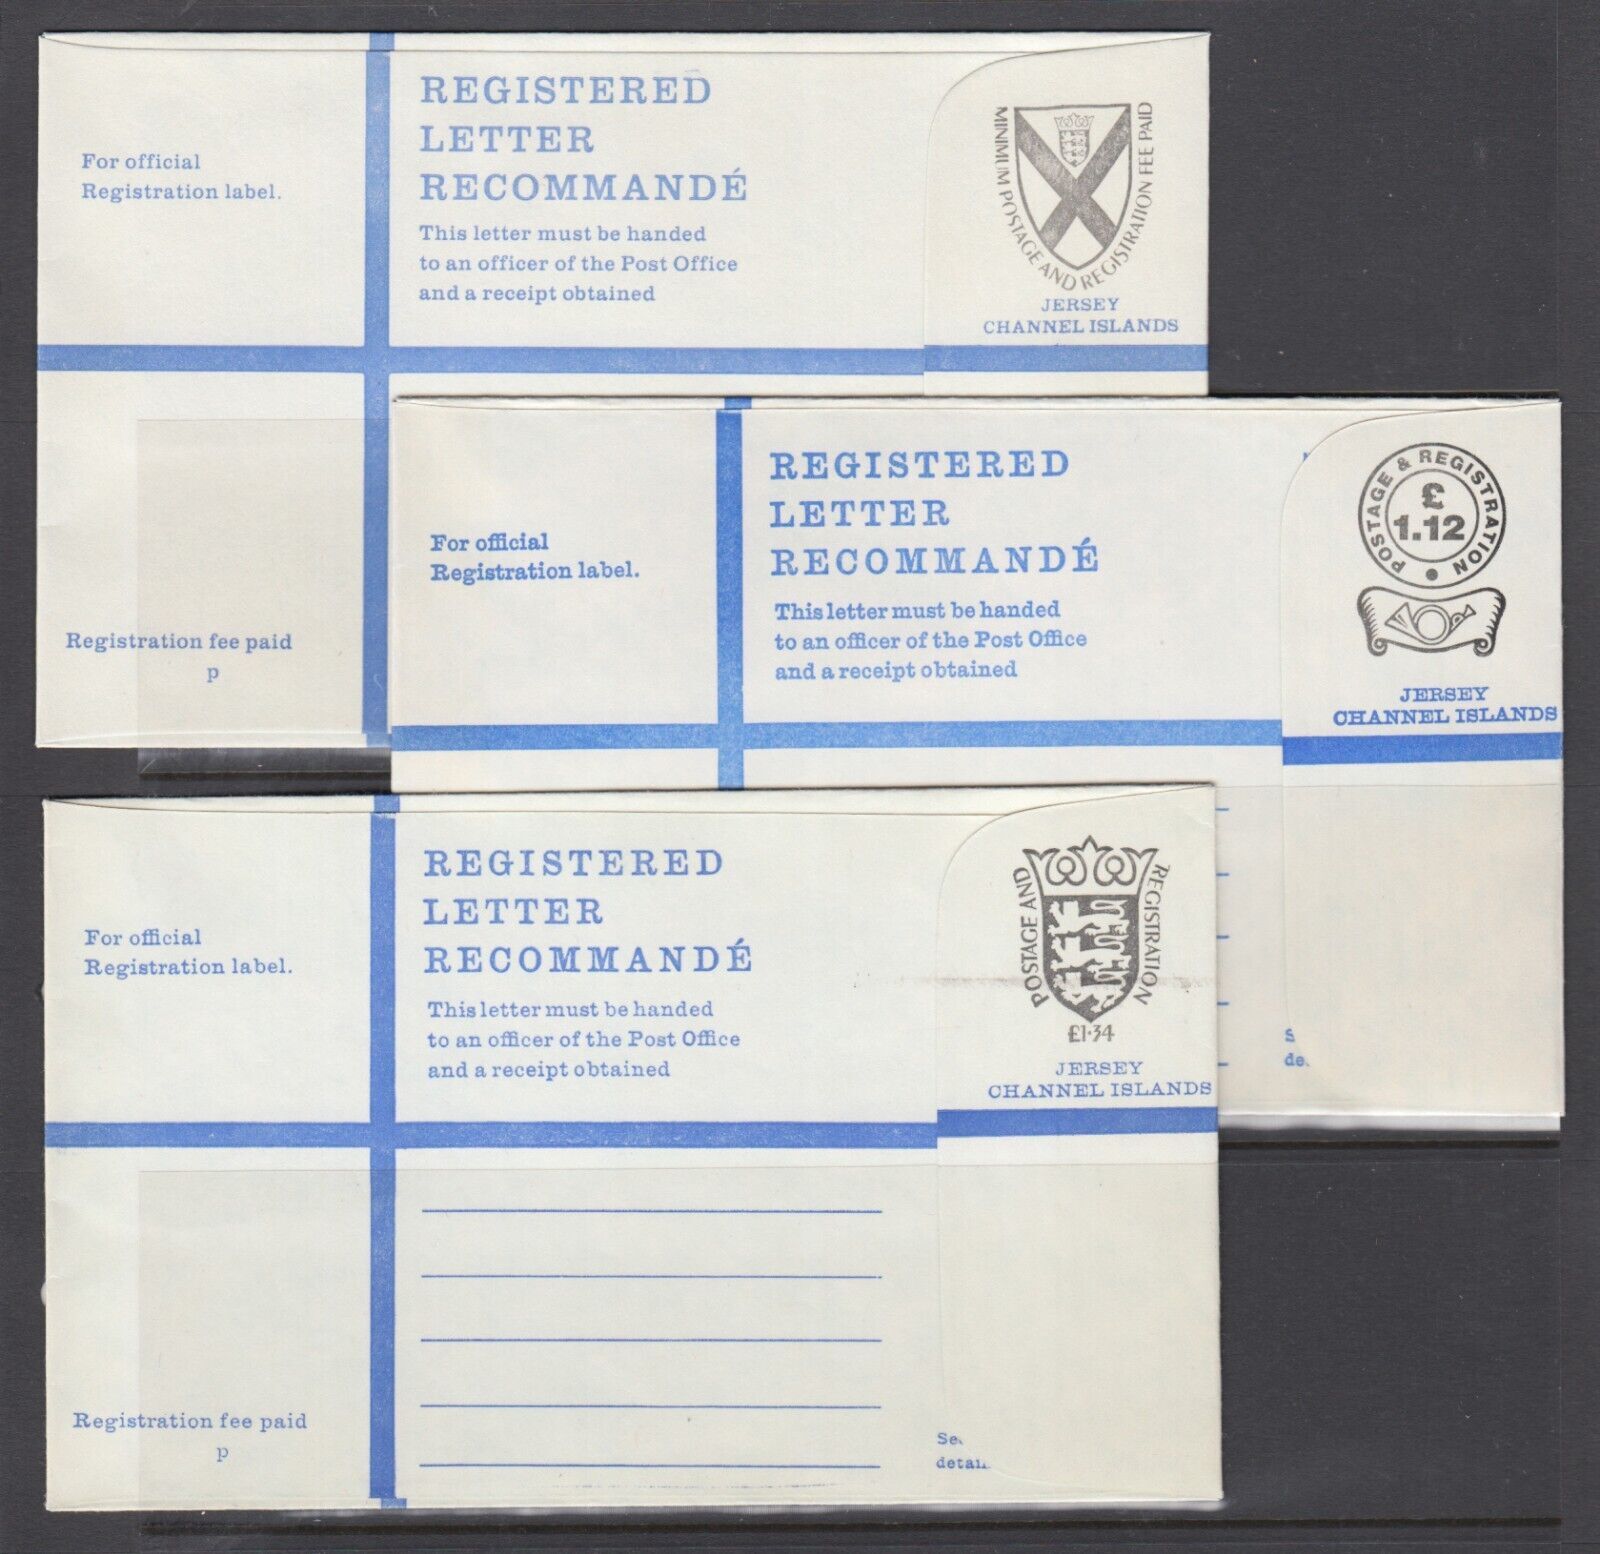 For official
Registration label.
REGISTERED
LETTER
RECOMMANDÉ
This letter must be handed
to an officer of the Post Office
and a receipt obtained
MINIMUM POSTAGE AND REGISTRATION FEE PAID
JERSEY
CHANNEL ISLANDS
Registration fee paid
p
For official
Registration label.
REGISTERED
LETTER
RECOMMANDÉ
This letter must be handed
to an officer of the Post Office
and a receipt obtained
POSTAGE & REGISTRATION
£
1.12
JERSEY
CHANNEL ISLANDS
For official
Registration label.
REGISTERED
LETTER
RECOMMANDÉ
This letter must be handed
to an officer of the Post Office
and a receipt obtained
POSTAGE AND REGISTRATION
£1·34
JERSEY
CHANNEL ISLANDS
Registration fee paid
p